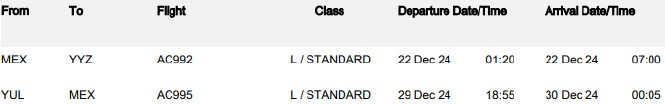 From To Flight Class Departure Date/Time Arrival Date/Time
MEX YYZ AC992 L / STANDARD 22 Dec 24 01:20 22 Dec 24 07:00
YUL MEX AC995 L / STANDARD 29 Dec 24 18:55 30 Dec 24 00:05